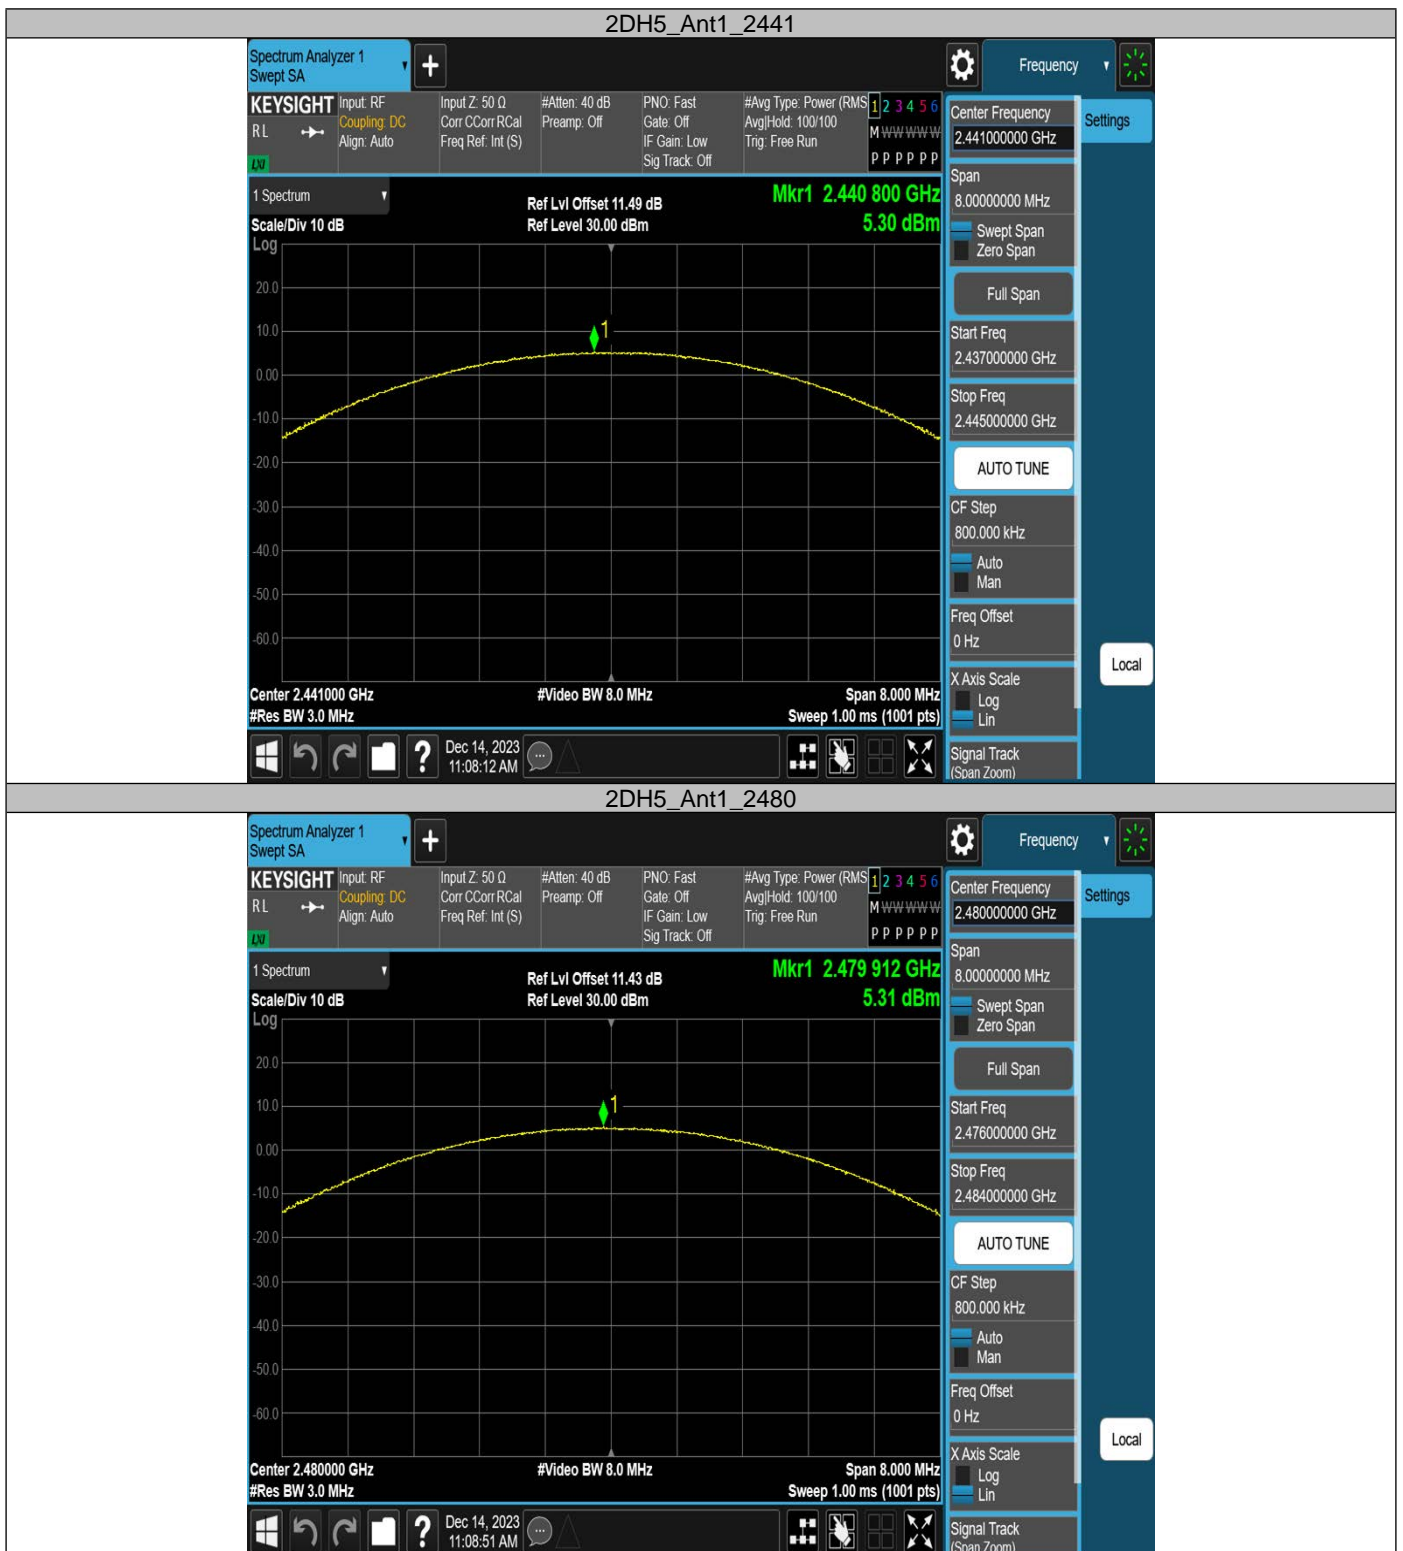 2DH5_Ant1_2441
Spectrum Analyzer 1
Swept SA
+
Frequency
KEYSIGHT
RL
LXI
Input: RF
Coupling: DC
Align: Auto
Input Z: 50 Ω
Corr CCorr RCal
Freq Ref: Int (S)
#Atten: 40 dB
Preamp: Off
PNO: Fast
Gate: Off
IF Gain: Low
Sig Track: Off
#Avg Type: Power (RMS
Avg|Hold: 100/100
Trig: Free Run
1 2 3 4 5 6
M W W W W W
P P P P P P
Center Frequency
2.441000000 GHz
Settings
Span
8.00000000 MHz
Swept Span
Zero Span
Full Span
Start Freq
2.437000000 GHz
Stop Freq
2.445000000 GHz
AUTO TUNE
CF Step
800.000 kHz
Auto
Man
Freq Offset
0 Hz
X Axis Scale
Log
Lin
Signal Track
(Span Zoom)
Local
1 Spectrum
Scale/Div 10 dB
Ref Lvl Offset 11.49 dB
Ref Level 30.00 dBm
Mkr1 2.440 800 GHz
5.30 dBm
Log
20.0
10.0
0.00
-10.0
-20.0
-30.0
-40.0
-50.0
-60.0
1
Center 2.441000 GHz
#Res BW 3.0 MHz
#Video BW 8.0 MHz
Span 8.000 MHz
Sweep 1.00 ms (1001 pts)
?
Dec 14, 2023
11:08:12 AM
2DH5_Ant1_2480
Spectrum Analyzer 1
Swept SA
+
Frequency
KEYSIGHT
RL
LXI
Input: RF
Coupling: DC
Align: Auto
Input Z: 50 Ω
Corr CCorr RCal
Freq Ref: Int (S)
#Atten: 40 dB
Preamp: Off
PNO: Fast
Gate: Off
IF Gain: Low
Sig Track: Off
#Avg Type: Power (RMS
Avg|Hold: 100/100
Trig: Free Run
1 2 3 4 5 6
M W W W W W
P P P P P P
Center Frequency
2.480000000 GHz
Settings
Span
8.00000000 MHz
Swept Span
Zero Span
Full Span
Start Freq
2.476000000 GHz
Stop Freq
2.484000000 GHz
AUTO TUNE
CF Step
800.000 kHz
Auto
Man
Freq Offset
0 Hz
X Axis Scale
Log
Lin
Signal Track
(Span Zoom)
Local
1 Spectrum
Scale/Div 10 dB
Ref Lvl Offset 11.43 dB
Ref Level 30.00 dBm
Mkr1 2.479 912 GHz
5.31 dBm
Log
20.0
10.0
0.00
-10.0
-20.0
-30.0
-40.0
-50.0
-60.0
1
Center 2.480000 GHz
#Res BW 3.0 MHz
#Video BW 8.0 MHz
Span 8.000 MHz
Sweep 1.00 ms (1001 pts)
?
Dec 14, 2023
11:08:51 AM